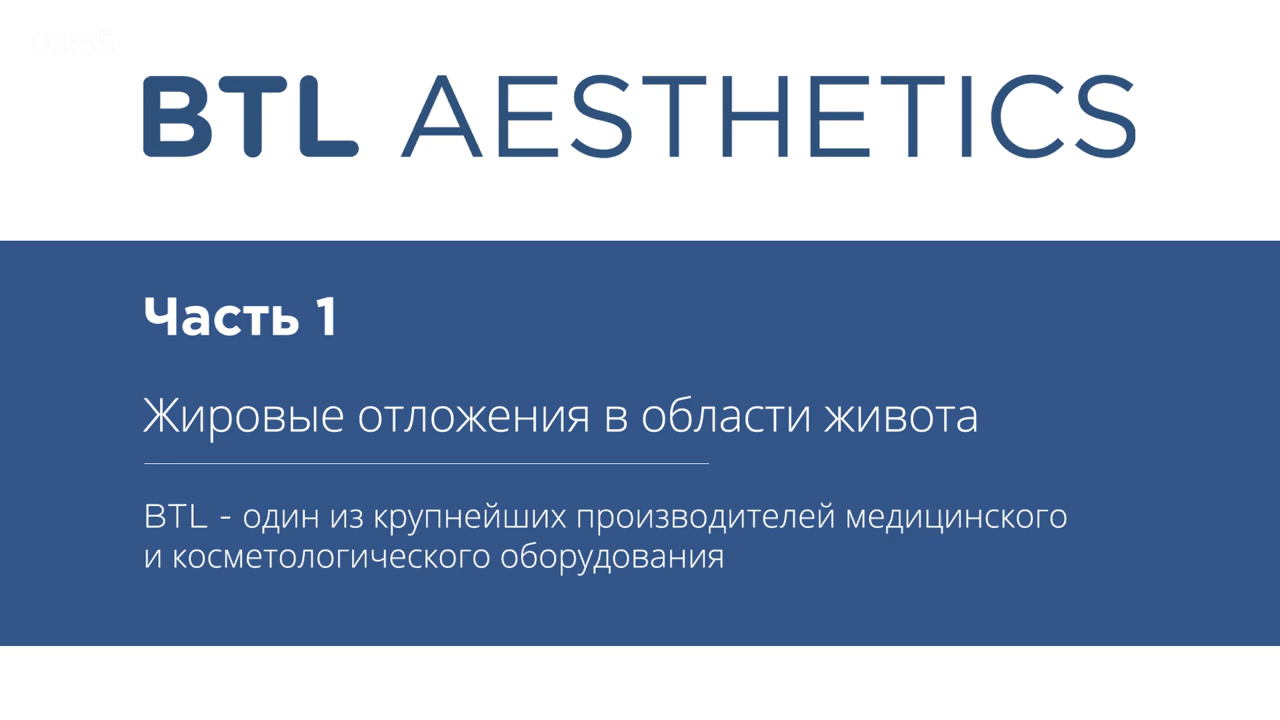 BTL AESTHETICS
Часть 1
Жировые отложения в области живота
BTL - один из крупнейших производителей медицинского
и косметологического оборудования